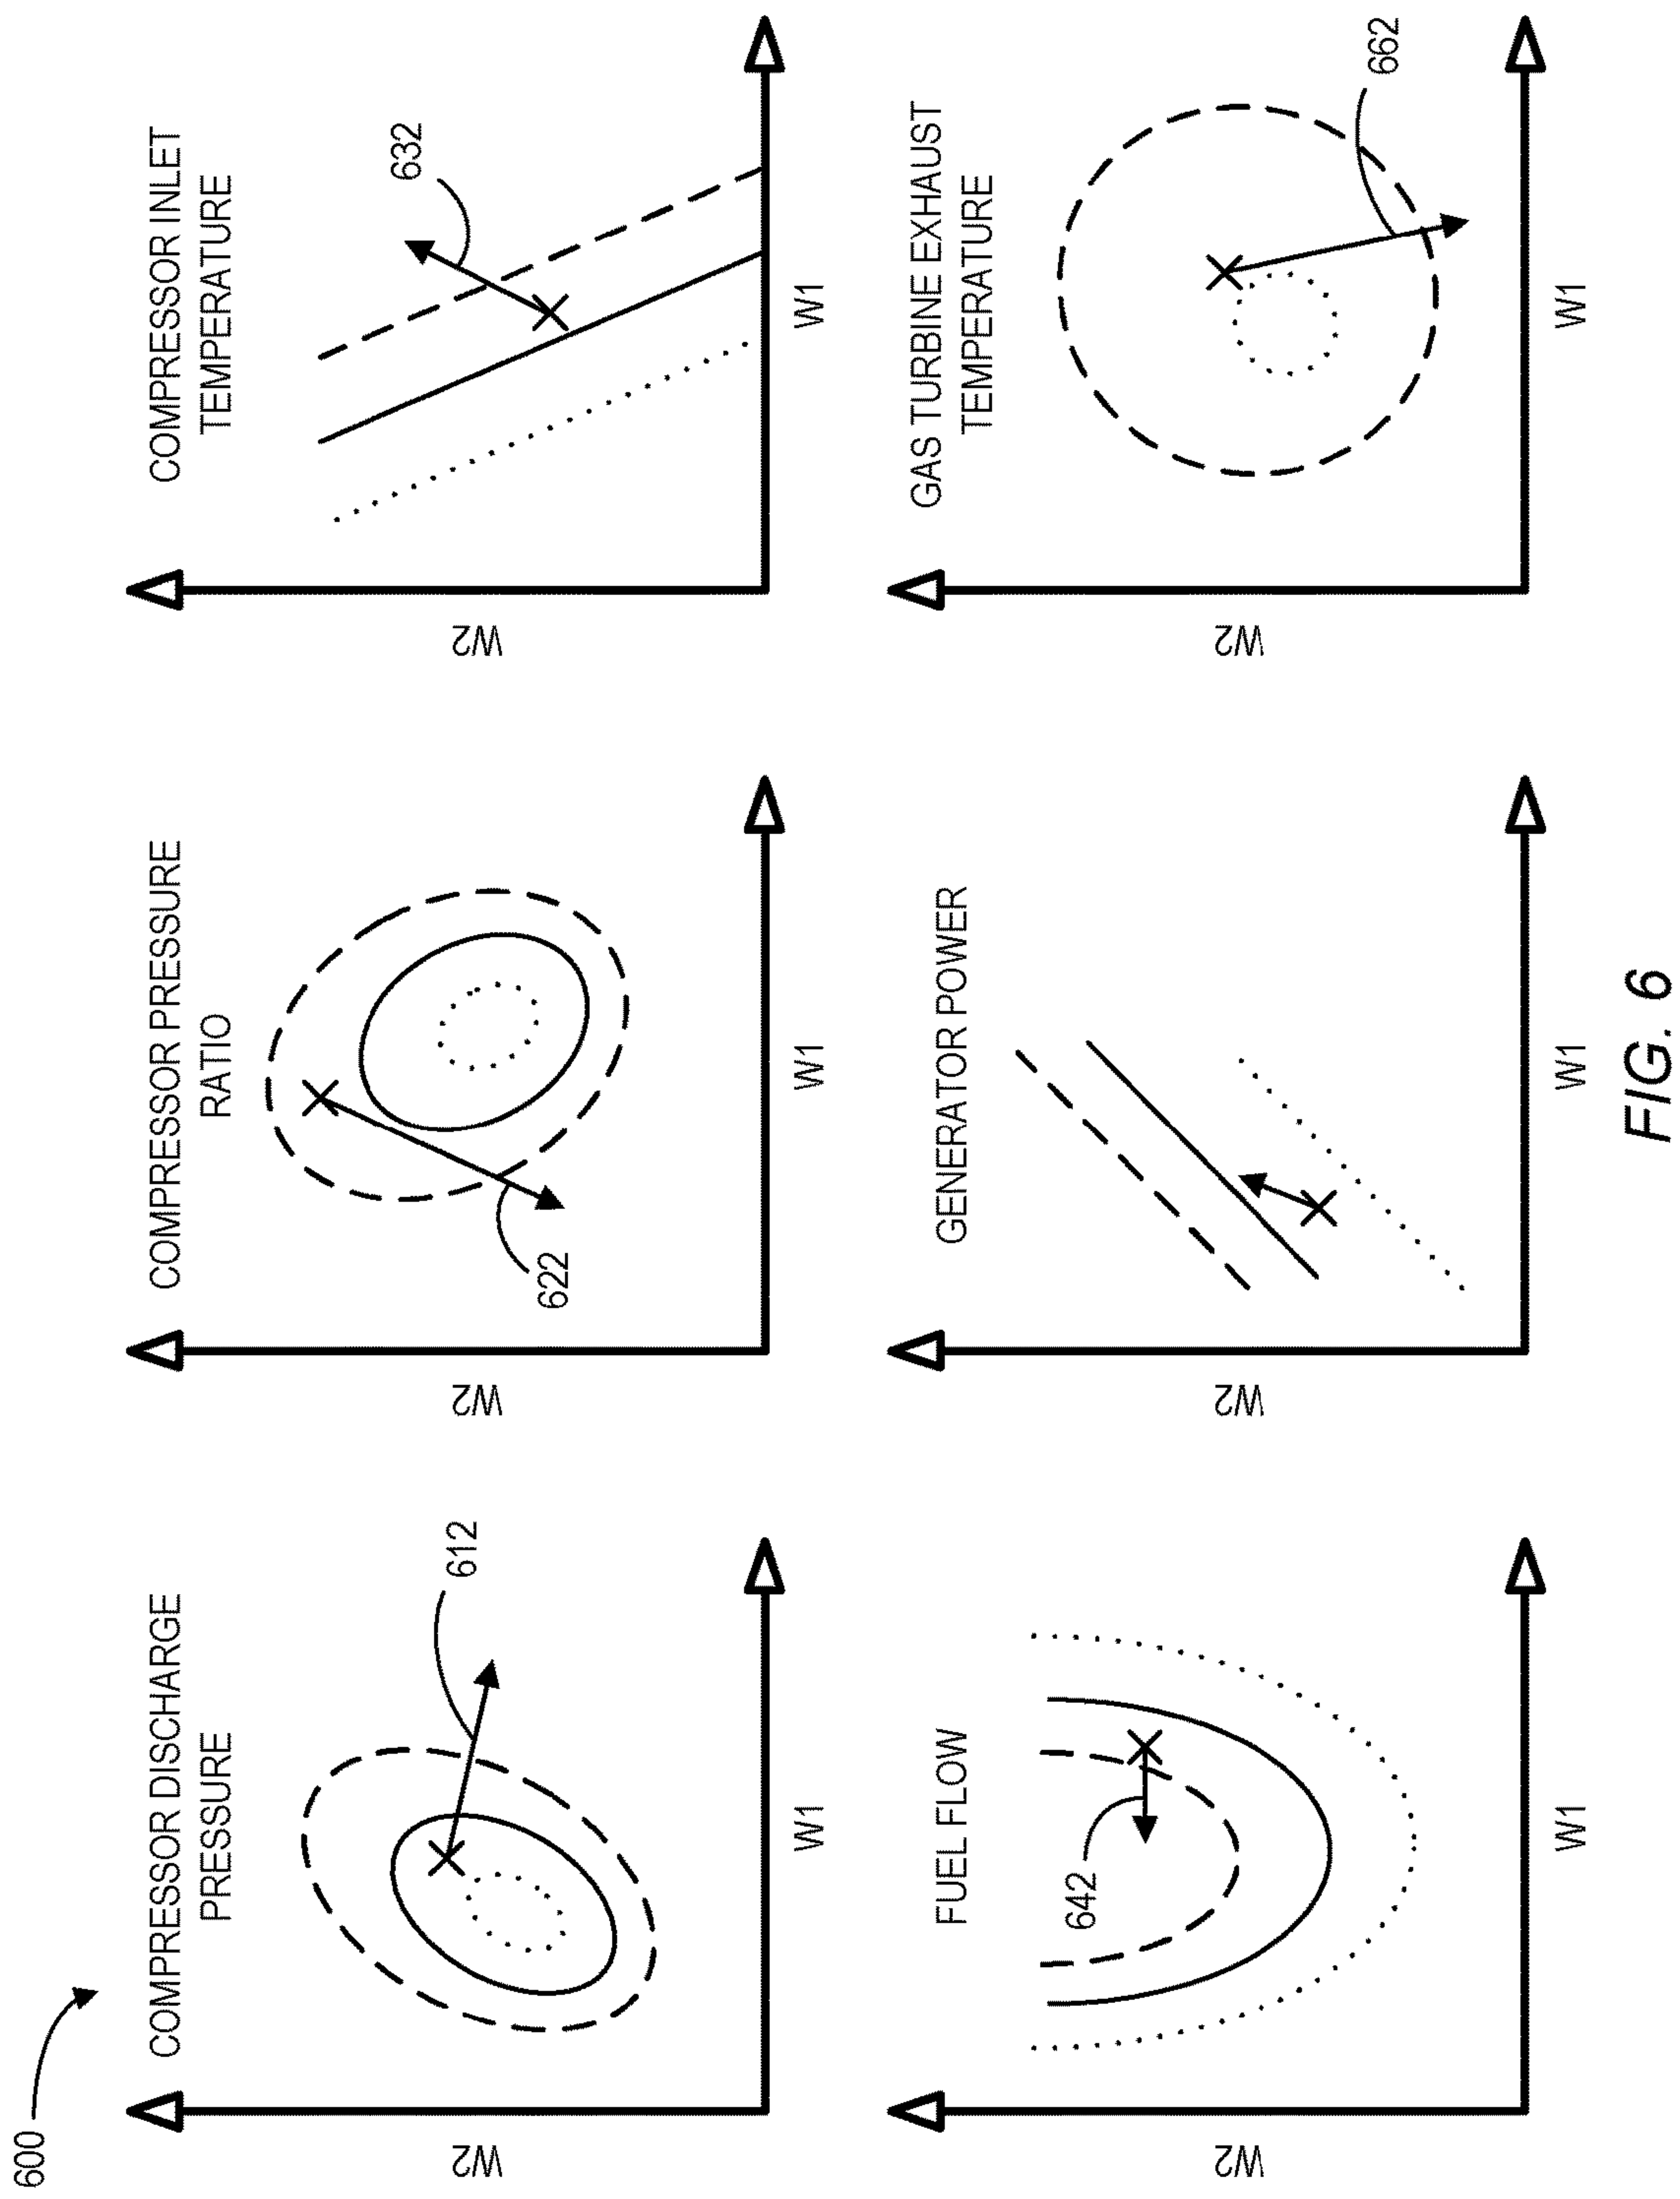 600
COMPRESSOR DISCHARGE
PRESSURE
612
W2
W1
COMPRESSOR PRESSURE
RATIO
622
W2
W1
COMPRESSOR INLET
TEMPERATURE
632
W2
W1
FUEL FLOW
642
W2
W1
GENERATOR POWER
W2
W1
GAS TURBINE EXHAUST
TEMPERATURE
662
W2
W1
FIG. 6